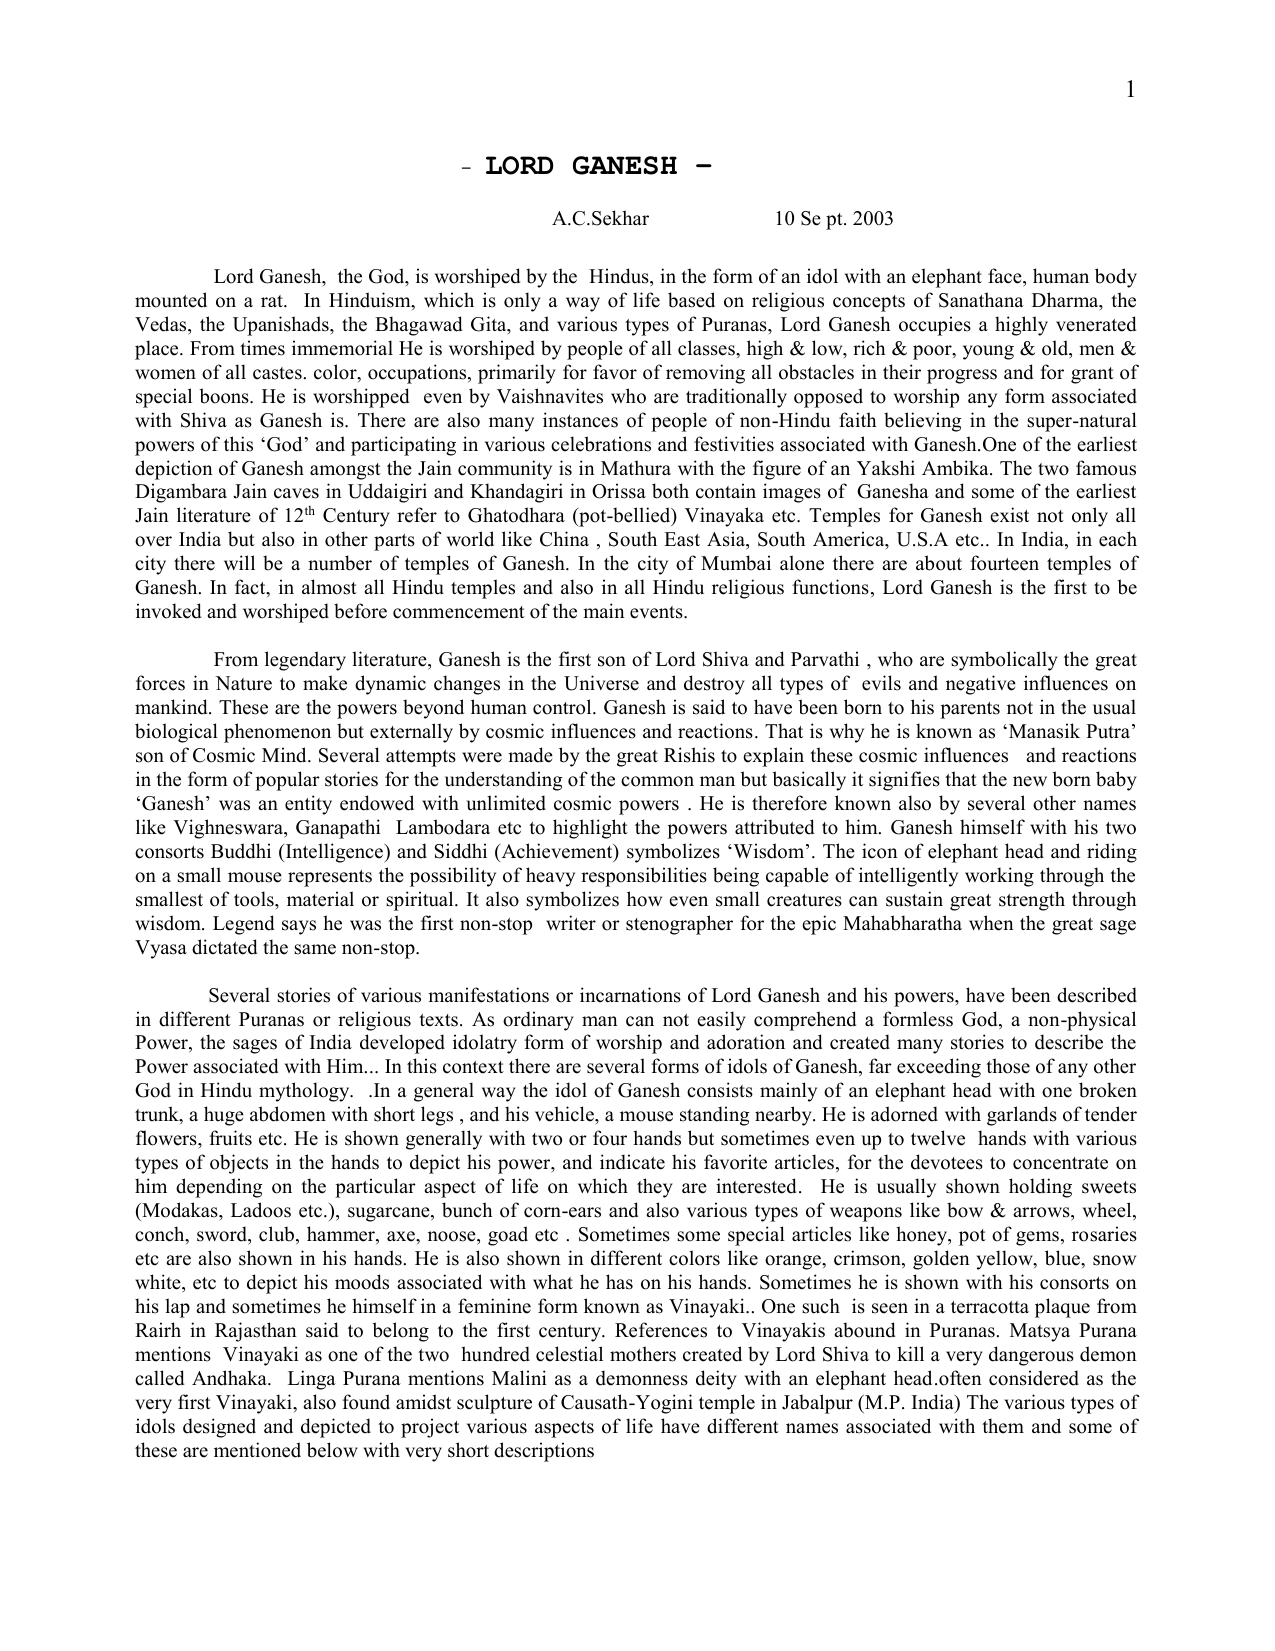 1
– LORD GANESH –
A.C.Sekhar 10 Se pt. 2003
Lord Ganesh, the God, is worshiped by the Hindus, in the form of an idol with an elephant face, human body
mounted on a rat. In Hinduism, which is only a way of life based on religious concepts of Sanathana Dharma, the
Vedas, the Upanishads, the Bhagawad Gita, and various types of Puranas, Lord Ganesh occupies a highly venerated
place. From times immemorial He is worshiped by people of all classes, high & low, rich & poor, young & old, men &
women of all castes. color, occupations, primarily for favor of removing all obstacles in their progress and for grant of
special boons. He is worshipped even by Vaishnavites who are traditionally opposed to worship any form associated
with Shiva as Ganesh is. There are also many instances of people of non-Hindu faith believing in the super-natural
powers of this ‘God’ and participating in various celebrations and festivities associated with Ganesh.One of the earliest
depiction of Ganesh amongst the Jain community is in Mathura with the figure of an Yakshi Ambika. The two famous
Digambara Jain caves in Uddaigiri and Khandagiri in Orissa both contain images of Ganesha and some of the earliest
Jain literature of 12th Century refer to Ghatodhara (pot-bellied) Vinayaka etc. Temples for Ganesh exist not only all
over India but also in other parts of world like China , South East Asia, South America, U.S.A etc.. In India, in each
city there will be a number of temples of Ganesh. In the city of Mumbai alone there are about fourteen temples of
Ganesh. In fact, in almost all Hindu temples and also in all Hindu religious functions, Lord Ganesh is the first to be
invoked and worshiped before commencement of the main events.
From legendary literature, Ganesh is the first son of Lord Shiva and Parvathi , who are symbolically the great
forces in Nature to make dynamic changes in the Universe and destroy all types of evils and negative influences on
mankind. These are the powers beyond human control. Ganesh is said to have been born to his parents not in the usual
biological phenomenon but externally by cosmic influences and reactions. That is why he is known as ‘Manasik Putra’
son of Cosmic Mind. Several attempts were made by the great Rishis to explain these cosmic influences and reactions
in the form of popular stories for the understanding of the common man but basically it signifies that the new born baby
‘Ganesh’ was an entity endowed with unlimited cosmic powers . He is therefore known also by several other names
like Vighneswara, Ganapathi Lambodara etc to highlight the powers attributed to him. Ganesh himself with his two
consorts Buddhi (Intelligence) and Siddhi (Achievement) symbolizes ‘Wisdom’. The icon of elephant head and riding
on a small mouse represents the possibility of heavy responsibilities being capable of intelligently working through the
smallest of tools, material or spiritual. It also symbolizes how even small creatures can sustain great strength through
wisdom. Legend says he was the first non-stop writer or stenographer for the epic Mahabharatha when the great sage
Vyasa dictated the same non-stop.
Several stories of various manifestations or incarnations of Lord Ganesh and his powers, have been described
in different Puranas or religious texts. As ordinary man can not easily comprehend a formless God, a non-physical
Power, the sages of India developed idolatry form of worship and adoration and created many stories to describe the
Power associated with Him... In this context there are several forms of idols of Ganesh, far exceeding those of any other
God in Hindu mythology. .In a general way the idol of Ganesh consists mainly of an elephant head with one broken
trunk, a huge abdomen with short legs , and his vehicle, a mouse standing nearby. He is adorned with garlands of tender
flowers, fruits etc. He is shown generally with two or four hands but sometimes even up to twelve hands with various
types of objects in the hands to depict his power, and indicate his favorite articles, for the devotees to concentrate on
him depending on the particular aspect of life on which they are interested. He is usually shown holding sweets
(Modakas, Ladoos etc.), sugarcane, bunch of corn-ears and also various types of weapons like bow & arrows, wheel,
conch, sword, club, hammer, axe, noose, goad etc . Sometimes some special articles like honey, pot of gems, rosaries
etc are also shown in his hands. He is also shown in different colors like orange, crimson, golden yellow, blue, snow
white, etc to depict his moods associated with what he has on his hands. Sometimes he is shown with his consorts on
his lap and sometimes he himself in a feminine form known as Vinayaki.. One such is seen in a terracotta plaque from
Rairh in Rajasthan said to belong to the first century. References to Vinayakis abound in Puranas. Matsya Purana
mentions Vinayaki as one of the two hundred celestial mothers created by Lord Shiva to kill a very dangerous demon
called Andhaka. Linga Purana mentions Malini as a demonness deity with an elephant head.often considered as the
very first Vinayaki, also found amidst sculpture of Causath-Yogini temple in Jabalpur (M.P. India) The various types of
idols designed and depicted to project various aspects of life have different names associated with them and some of
these are mentioned below with very short descriptions